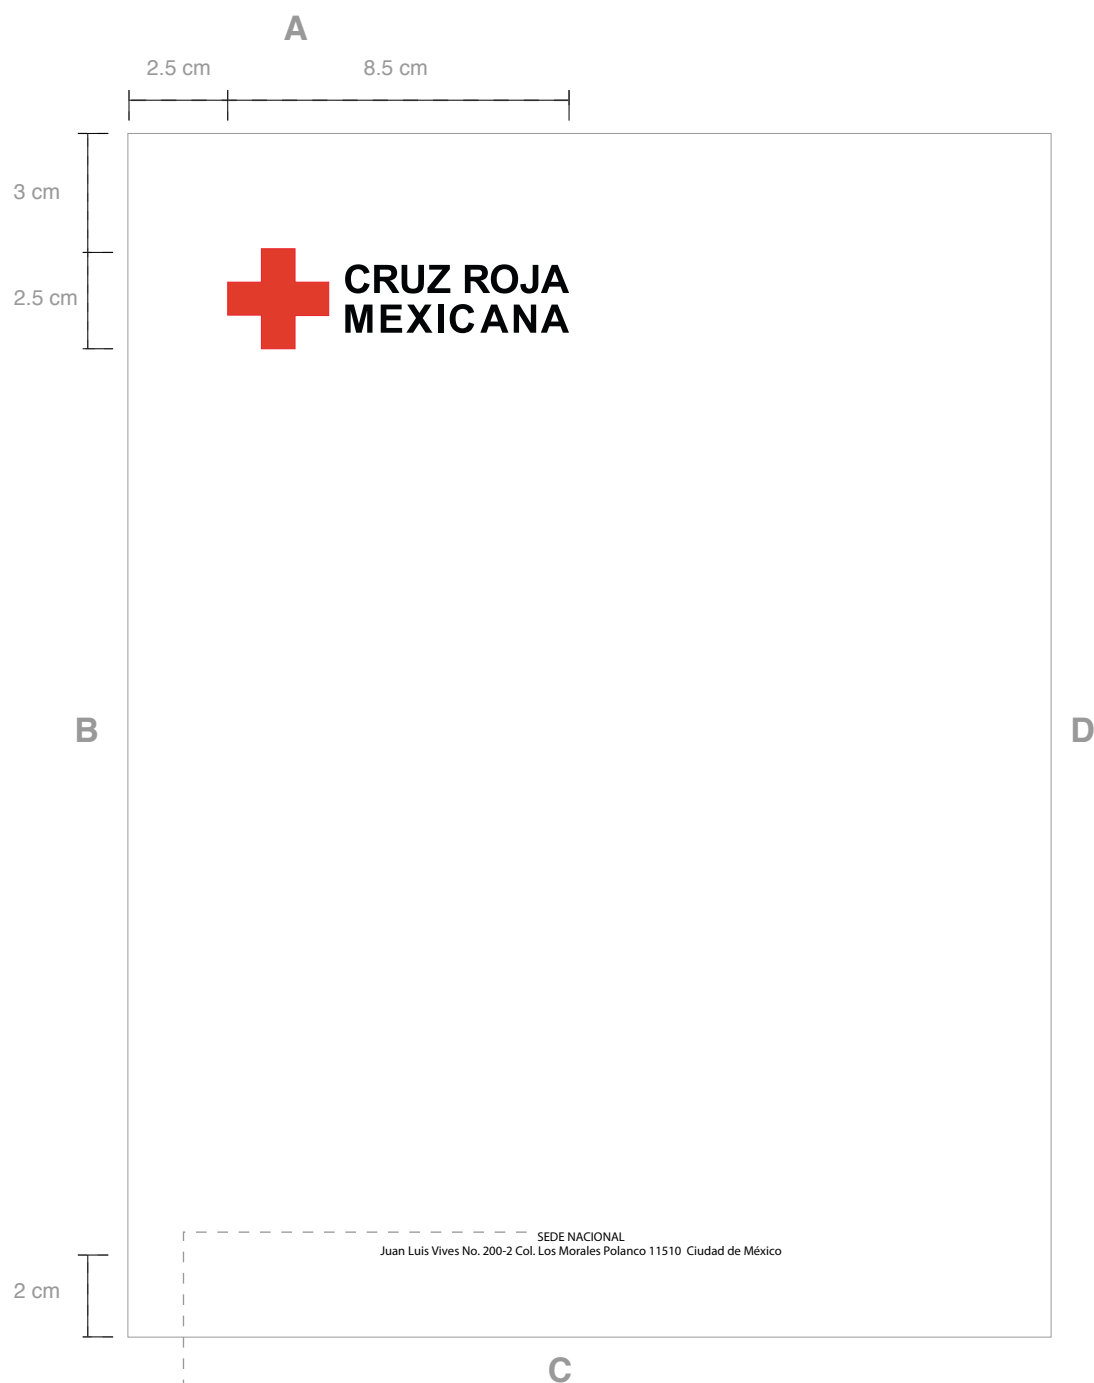 A
2.5 cm 8.5 cm
3 cm
2.5 cm
CRUZ ROJA
MEXICANA
B
D
SEDE NACIONAL
Juan Luis Vives No. 200-2 Col. Los Morales Polanco 11510 Ciudad de México
2 cm
C